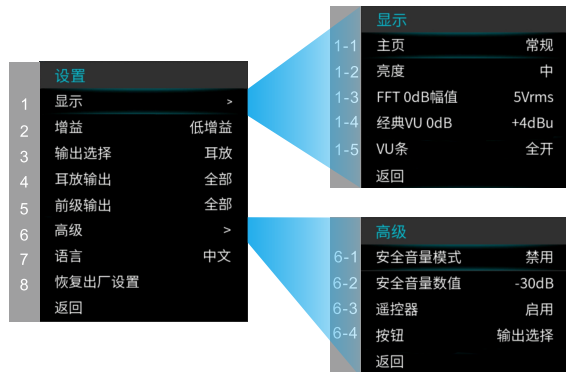 设置
1 显示 >
2 增益 低增益
3 输出选择 耳放
4 耳放输出 全部
5 前级输出 全部
6 高级 >
7 语言 中文
8 恢复出厂设置
返回
显示
1-1 主页 常规
1-2 亮度 中
1-3 FFT 0dB幅值 5Vrms
1-4 经典VU 0dB +4dBu
1-5 VU条 全开
返回
高级
6-1 安全音量模式 禁用
6-2 安全音量数值 -30dB
6-3 遥控器 启用
6-4 按钮 输出选择
返回